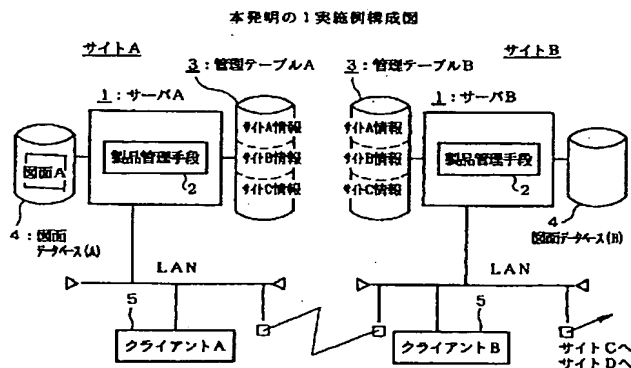 本発明の1実施例構成図
サイトA
サイトB
3:管理テーブルA
3:管理テーブルB
1:サーバA
1:サーバB
図面A
製品管理手段
2
サイトA情報
サイトB情報
サイトC情報
サイトA情報
サイトB情報
サイトC情報
製品管理手段
2
4:図面
データベース(A)
4
図面データベース(B)
LAN
LAN
5
5
クライアントA
クライアントB
サイトCへ
サイトDへ